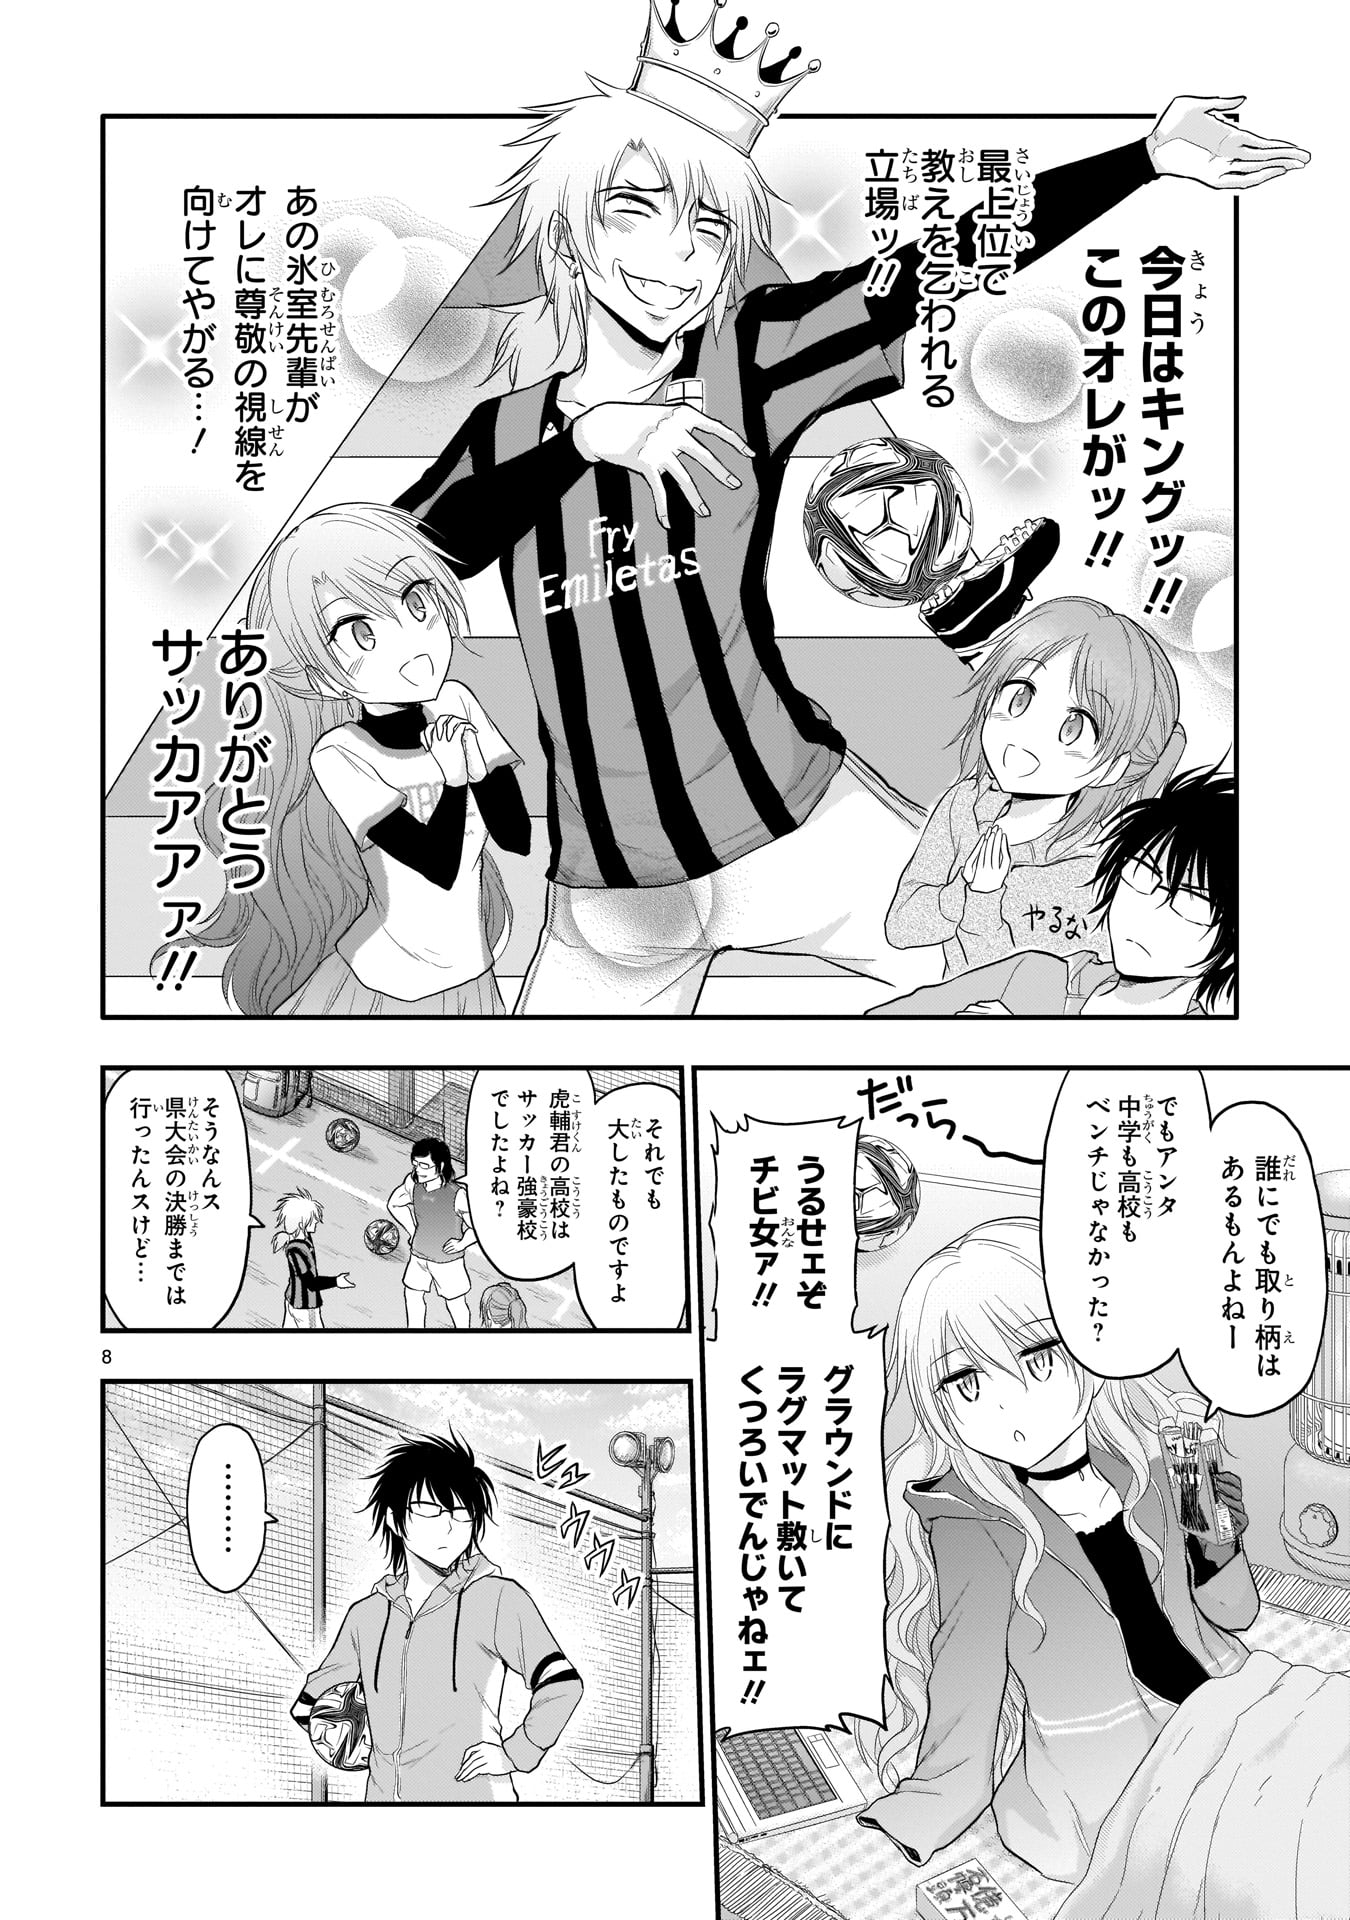 今日はキングッ!!
このオレがッ!!
最上位で
教えを乞われる
立場ッ!!
あの氷室先輩が
オレに尊敬の視線を
向けてやがる…!
ありがとう
サッカアアァ!!
Fry
Emiletas
やるな
誰にでも取り柄は
あるもんよねー
でもアンタ
中学も高校も
ベンチじゃなかった?
だっら~ん
うるせェぞ
チビ女ァ!!
グラウンドに
ラグマット敷いて
くつろいでんじゃねェ!!
それでも
大したものですよ
虎輔君の高校は
サッカー強豪校
でしたよね?
そうなんス
県大会の決勝までは
行ったんスけど…
………
ビュウウウ
8